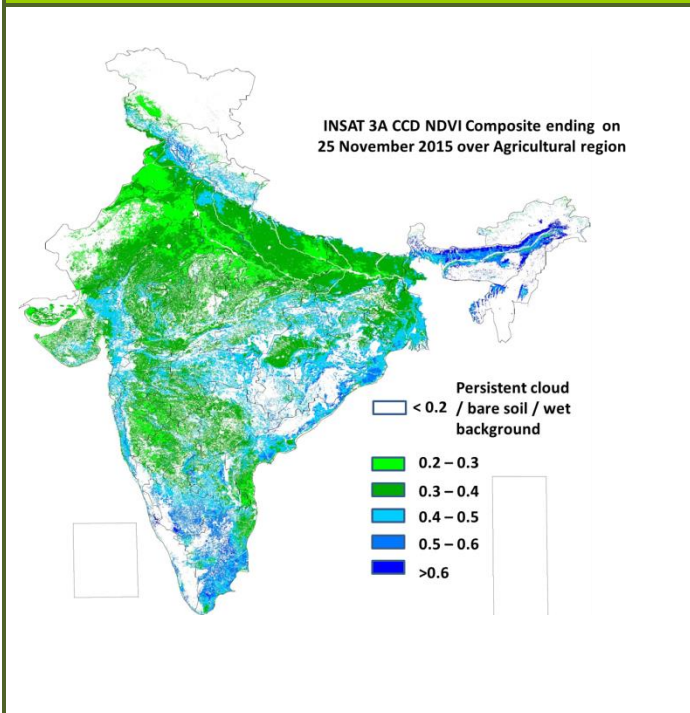 INSAT 3A CCD NDVI Composite ending on
25 November 2015 over Agricultural region
< 0.2 Persistent cloud
/ bare soil / wet
background
0.2 – 0.3
0.3 – 0.4
0.4 – 0.5
0.5 – 0.6
>0.6